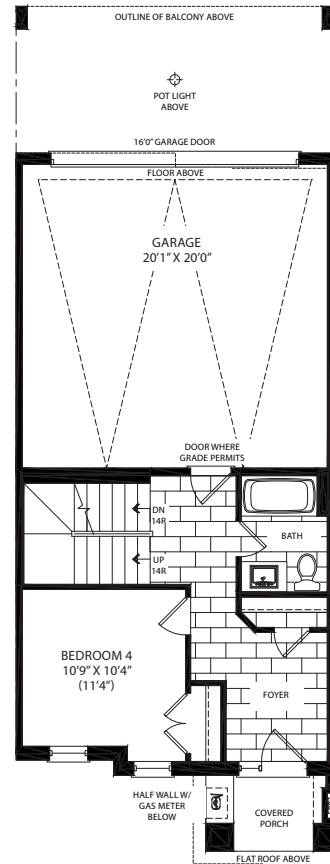 OUTLINE OF BALCONY ABOVE
POT LIGHT
ABOVE
16'0" GARAGE DOOR
FLOOR ABOVE
GARAGE
20'1" X 20'0"
DOOR WHERE
GRADE PERMITS
DN
14R
BATH
UP
14R
BEDROOM 4
10'9" X 10'4"
(11'4")
FOYER
HALF WALL W/
GAS METER
BELOW
COVERED
PORCH
FLAT ROOF ABOVE